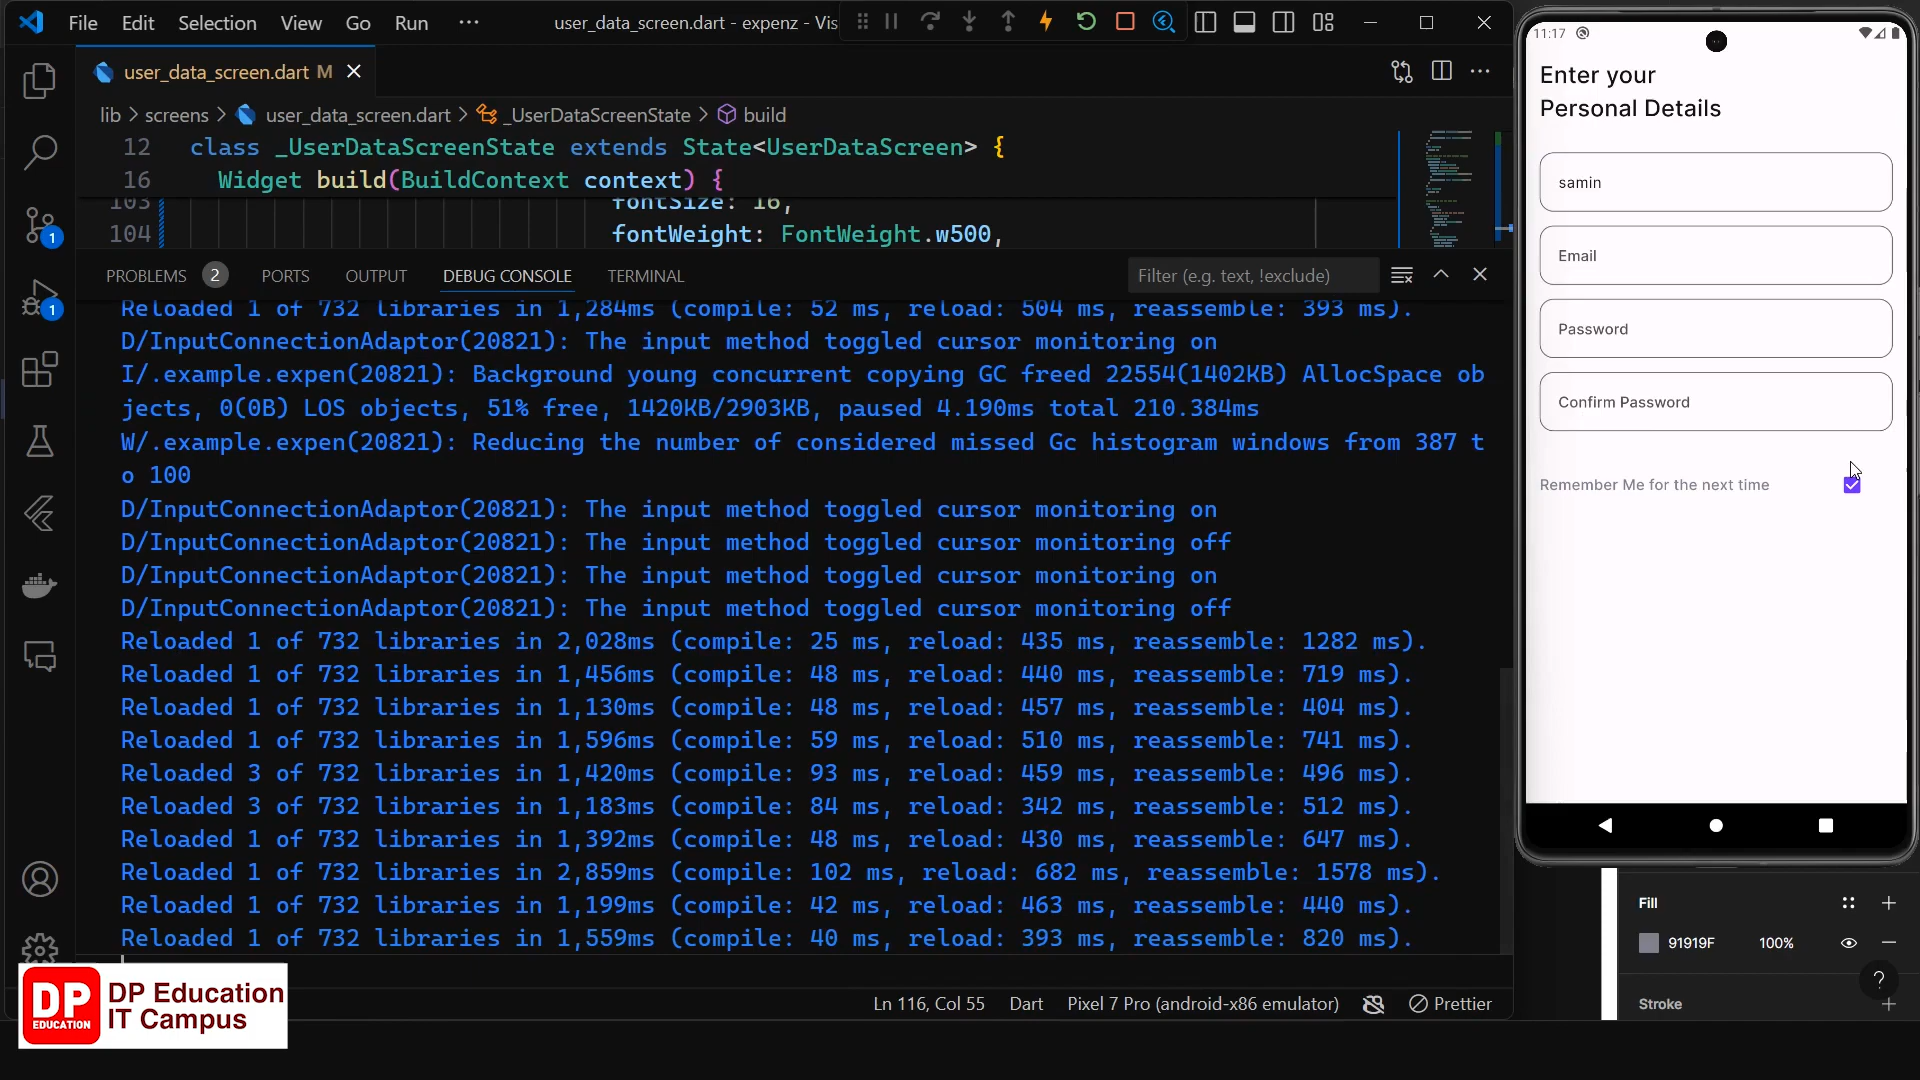 File Edit Selection View Go Run ··· user_data_screen.dart - expenz - Vis
user_data_screen.dart M
lib > screens > user_data_screen.dart > _UserDataScreenState > build
12 class _UserDataScreenState extends State<UserDataScreen> {
16 Widget build(BuildContext context) {
103 fontSize: 16,
104 fontWeight: FontWeight.w500,
PROBLEMS 2 PORTS OUTPUT DEBUG CONSOLE TERMINAL Filter (e.g. text, !exclude)
Reloaded 1 of 732 libraries in 1,284ms (compile: 52 ms, reload: 504 ms, reassemble: 393 ms).
D/InputConnectionAdaptor(20821): The input method toggled cursor monitoring on
I/.example.expen(20821): Background young concurrent copying GC freed 22554(1402KB) AllocSpace ob
jects, 0(0B) LOS objects, 51% free, 1420KB/2903KB, paused 4.190ms total 210.384ms
W/.example.expen(20821): Reducing the number of considered missed Gc histogram windows from 387 t
o 100
D/InputConnectionAdaptor(20821): The input method toggled cursor monitoring on
D/InputConnectionAdaptor(20821): The input method toggled cursor monitoring off
D/InputConnectionAdaptor(20821): The input method toggled cursor monitoring on
D/InputConnectionAdaptor(20821): The input method toggled cursor monitoring off
Reloaded 1 of 732 libraries in 2,028ms (compile: 25 ms, reload: 435 ms, reassemble: 1282 ms).
Reloaded 1 of 732 libraries in 1,456ms (compile: 48 ms, reload: 440 ms, reassemble: 719 ms).
Reloaded 1 of 732 libraries in 1,130ms (compile: 48 ms, reload: 457 ms, reassemble: 404 ms).
Reloaded 1 of 732 libraries in 1,596ms (compile: 59 ms, reload: 510 ms, reassemble: 741 ms).
Reloaded 3 of 732 libraries in 1,420ms (compile: 93 ms, reload: 459 ms, reassemble: 496 ms).
Reloaded 3 of 732 libraries in 1,183ms (compile: 84 ms, reload: 342 ms, reassemble: 512 ms).
Reloaded 1 of 732 libraries in 1,392ms (compile: 48 ms, reload: 430 ms, reassemble: 647 ms).
Reloaded 1 of 732 libraries in 2,859ms (compile: 102 ms, reload: 682 ms, reassemble: 1578 ms).
Reloaded 1 of 732 libraries in 1,199ms (compile: 42 ms, reload: 463 ms, reassemble: 440 ms).
Reloaded 1 of 732 libraries in 1,559ms (compile: 40 ms, reload: 393 ms, reassemble: 820 ms).
Ln 116, Col 55 Dart Pixel 7 Pro (android-x86 emulator) Prettier
1
1
DP EDUCATION
DP Education
IT Campus
11:17
Enter your
Personal Details
samin
Email
Password
Confirm Password
Remember Me for the next time
Fill
91919F 100%
?
Stroke